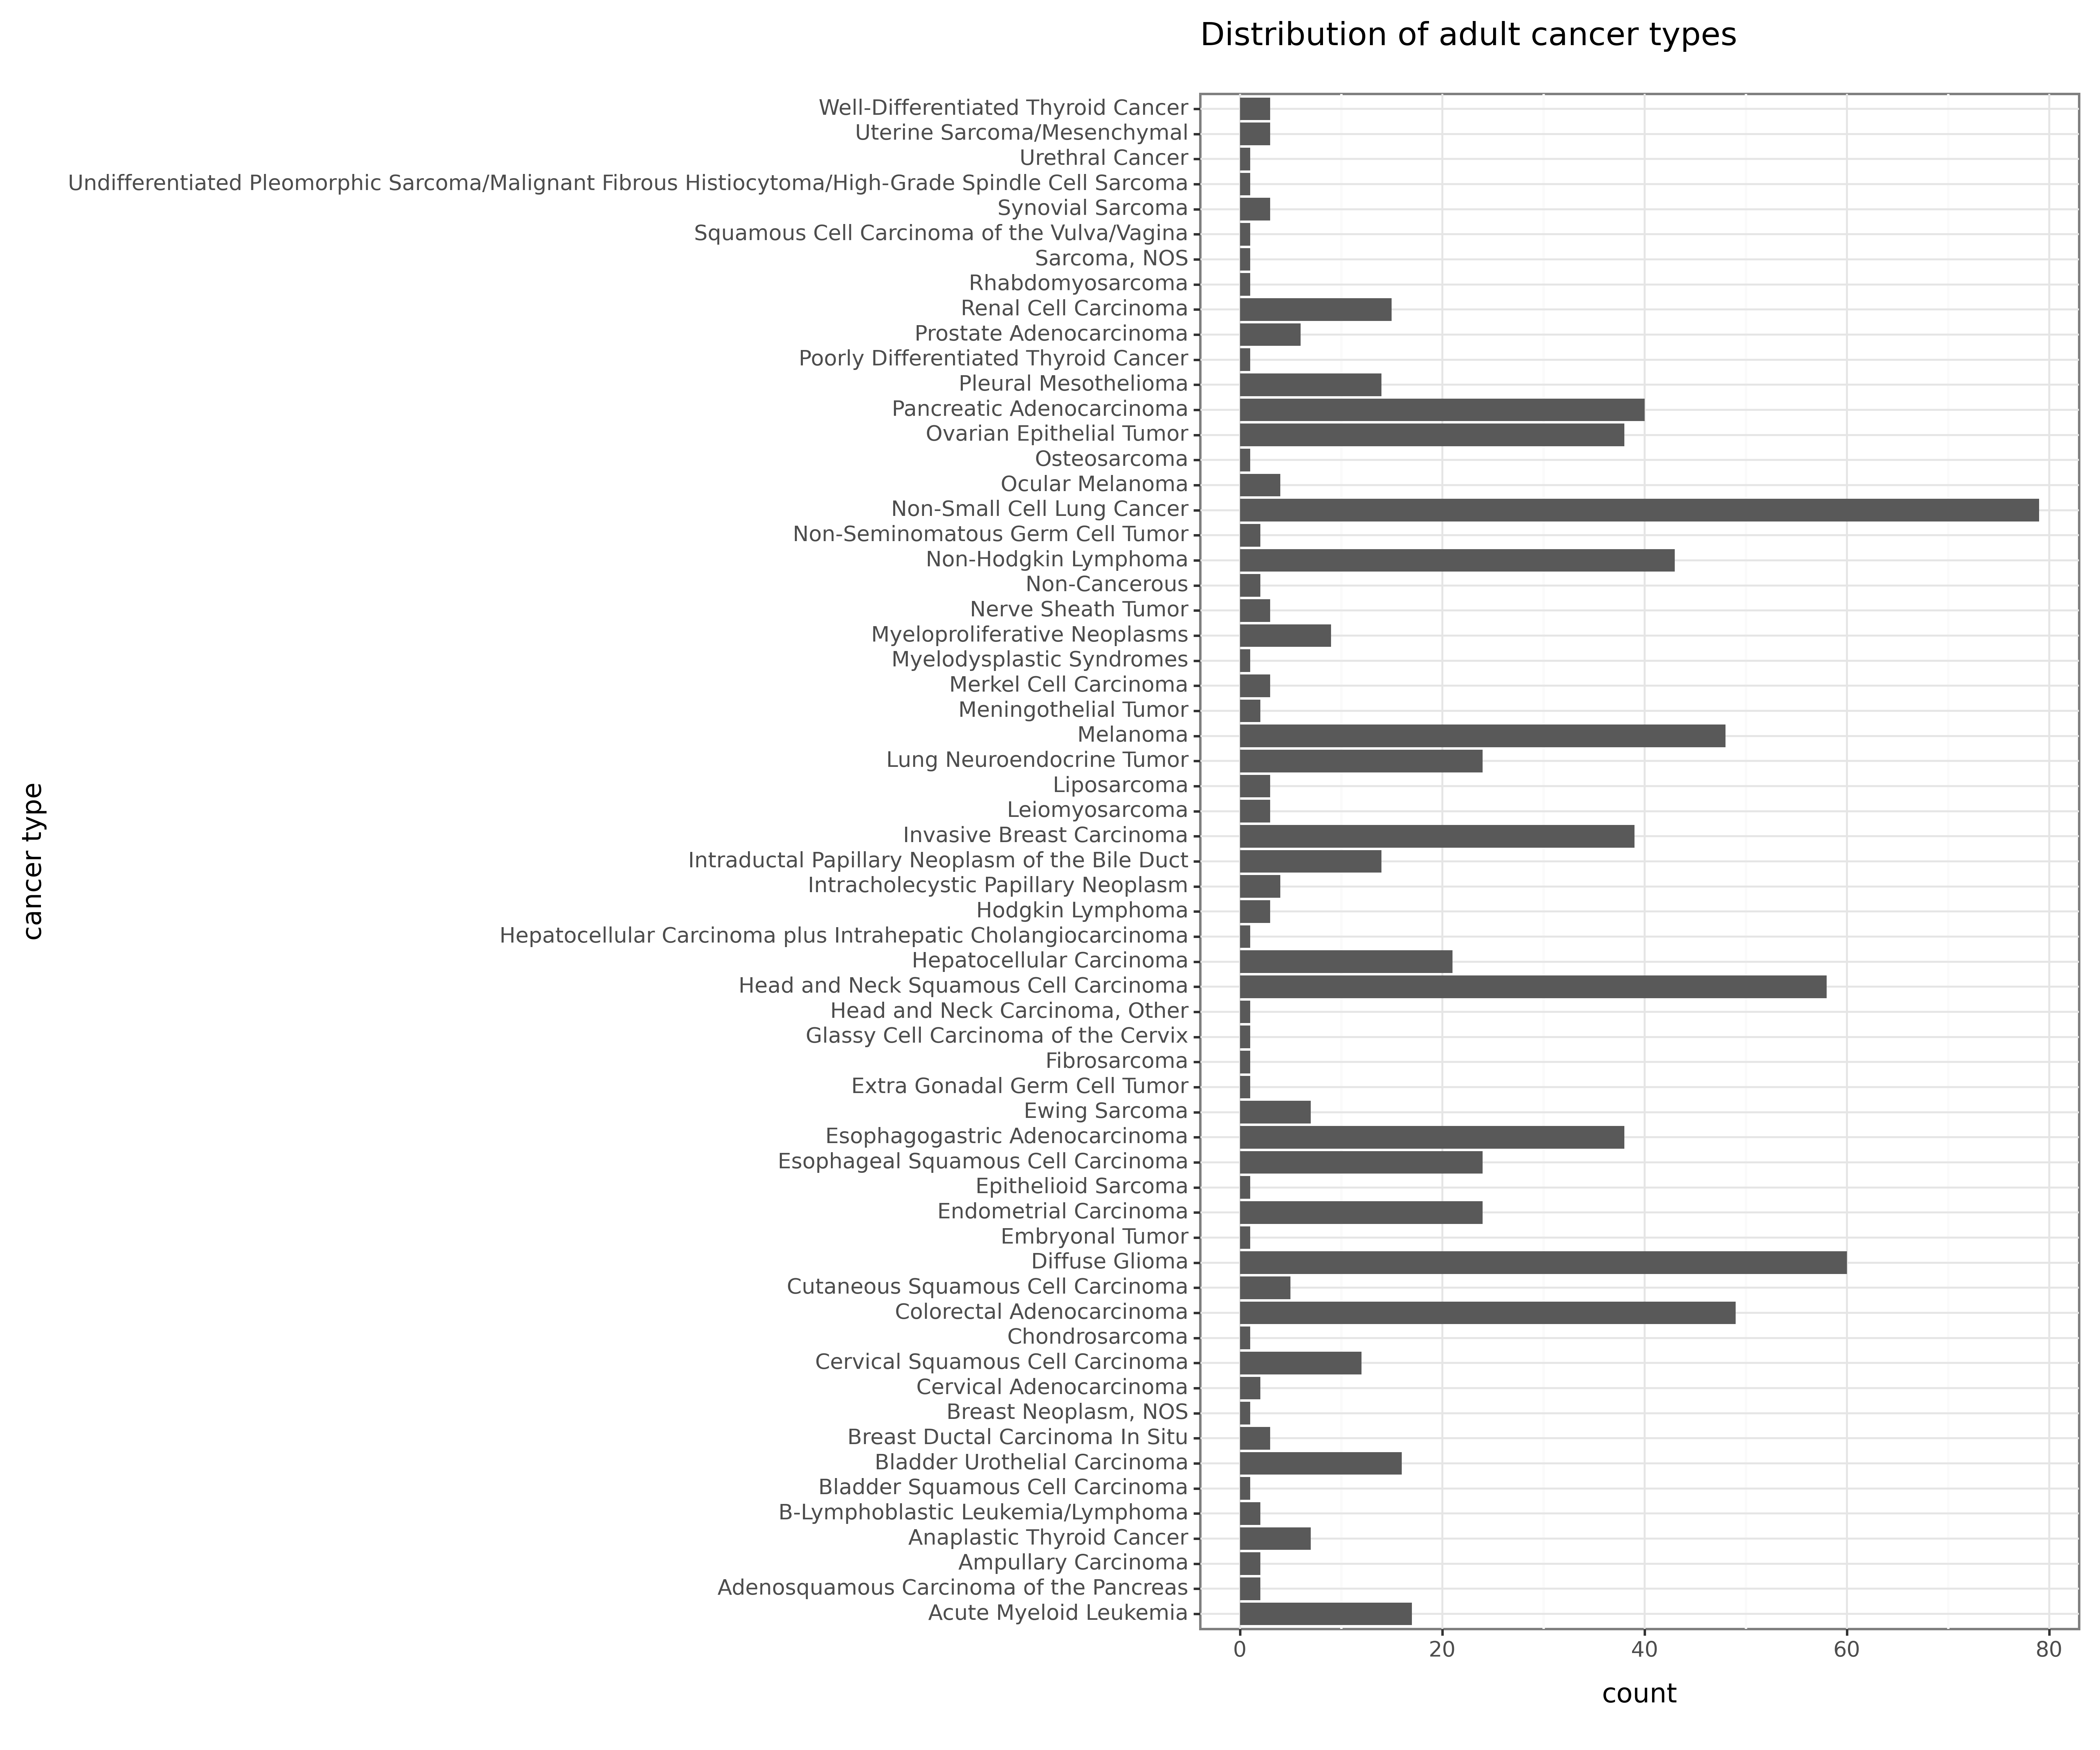 Distribution of adult cancer types
Well-Differentiated Thyroid Cancer
Uterine Sarcoma/Mesenchymal
Urethral Cancer
Undifferentiated Pleomorphic Sarcoma/Malignant Fibrous Histiocytoma/High-Grade Spindle Cell Sarcoma
Synovial Sarcoma
Squamous Cell Carcinoma of the Vulva/Vagina
Sarcoma, NOS
Rhabdomyosarcoma
Renal Cell Carcinoma
Prostate Adenocarcinoma
Poorly Differentiated Thyroid Cancer
Pleural Mesothelioma
Pancreatic Adenocarcinoma
Ovarian Epithelial Tumor
Osteosarcoma
Ocular Melanoma
Non-Small Cell Lung Cancer
Non-Seminomatous Germ Cell Tumor
Non-Hodgkin Lymphoma
Non-Cancerous
Nerve Sheath Tumor
Myeloproliferative Neoplasms
Myelodysplastic Syndromes
Merkel Cell Carcinoma
Meningothelial Tumor
Melanoma
Lung Neuroendocrine Tumor
Liposarcoma
Leiomyosarcoma
Invasive Breast Carcinoma
Intraductal Papillary Neoplasm of the Bile Duct
Intracholecystic Papillary Neoplasm
Hodgkin Lymphoma
Hepatocellular Carcinoma plus Intrahepatic Cholangiocarcinoma
Hepatocellular Carcinoma
Head and Neck Squamous Cell Carcinoma
Head and Neck Carcinoma, Other
Glassy Cell Carcinoma of the Cervix
Fibrosarcoma
Extra Gonadal Germ Cell Tumor
Ewing Sarcoma
Esophagogastric Adenocarcinoma
Esophageal Squamous Cell Carcinoma
Epithelioid Sarcoma
Endometrial Carcinoma
Embryonal Tumor
Diffuse Glioma
Cutaneous Squamous Cell Carcinoma
Colorectal Adenocarcinoma
Chondrosarcoma
Cervical Squamous Cell Carcinoma
Cervical Adenocarcinoma
Breast Neoplasm, NOS
Breast Ductal Carcinoma In Situ
Bladder Urothelial Carcinoma
Bladder Squamous Cell Carcinoma
B-Lymphoblastic Leukemia/Lymphoma
Anaplastic Thyroid Cancer
Ampullary Carcinoma
Adenosquamous Carcinoma of the Pancreas
Acute Myeloid Leukemia
cancer type
0 20 40 60 80
count